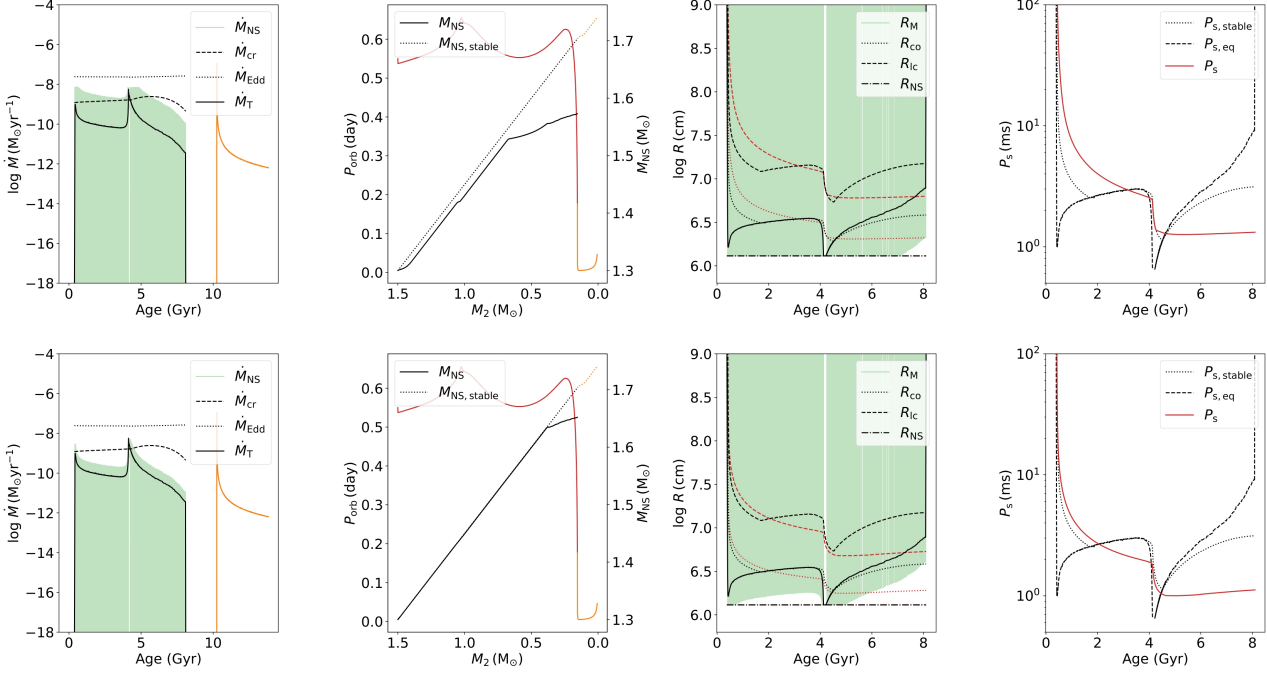 −4
−6
−8
−10
−12
−14
−16
−18
log Ṁ (M⊙yr⁻¹)
Ṁ_NS
Ṁ_cr
Ṁ_Edd
Ṁ_T
0 5 10
Age (Gyr)
0.6
0.5
0.4
0.3
0.2
0.1
0.0
P_orb (day)
M_NS
M_NS, stable
1.7
1.6
1.5
1.4
1.3
M_NS (M⊙)
1.5 1.0 0.5 0.0
M₂ (M⊙)
9.0
8.5
8.0
7.5
7.0
6.5
6.0
log R (cm)
R_M
R_co
R_lc
R_NS
0 2 4 6 8
Age (Gyr)
10²
10¹
10⁰
P_s (ms)
P_s, stable
P_s, eq
P_s
0 2 4 6 8
Age (Gyr)
−4
−6
−8
−10
−12
−14
−16
−18
log Ṁ (M⊙yr⁻¹)
Ṁ_NS
Ṁ_cr
Ṁ_Edd
Ṁ_T
0 5 10
Age (Gyr)
0.6
0.5
0.4
0.3
0.2
0.1
0.0
P_orb (day)
M_NS
M_NS, stable
1.7
1.6
1.5
1.4
1.3
M_NS (M⊙)
1.5 1.0 0.5 0.0
M₂ (M⊙)
9.0
8.5
8.0
7.5
7.0
6.5
6.0
log R (cm)
R_M
R_co
R_lc
R_NS
0 2 4 6 8
Age (Gyr)
10²
10¹
10⁰
P_s (ms)
P_s, stable
P_s, eq
P_s
0 2 4 6 8
Age (Gyr)